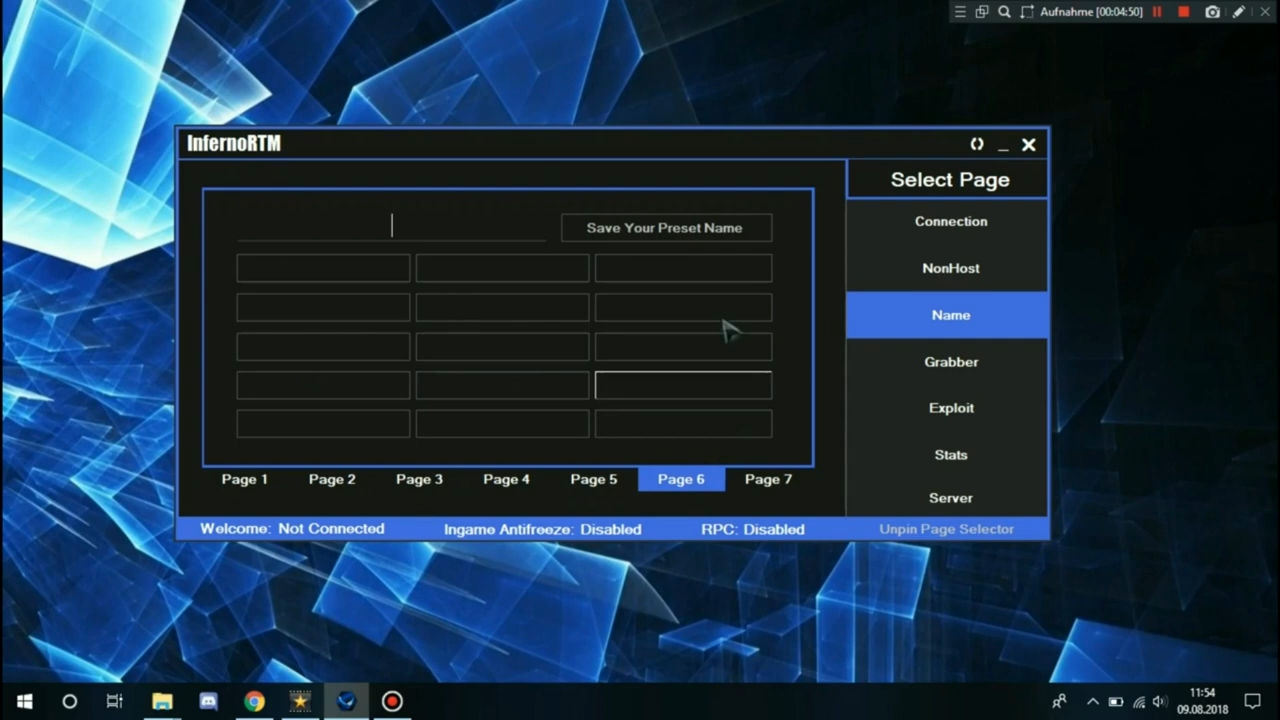 Aufnahme [00:04:50]
InfernoRTM
Select Page
Save Your Preset Name
Connection
NonHost
Name
Grabber
Exploit
Stats
Server
Page 1 Page 2 Page 3 Page 4 Page 5 Page 6 Page 7
Welcome: Not Connected Ingame Antifreeze: Disabled RPC: Disabled Unpin Page Selector
11:54
09.08.2018